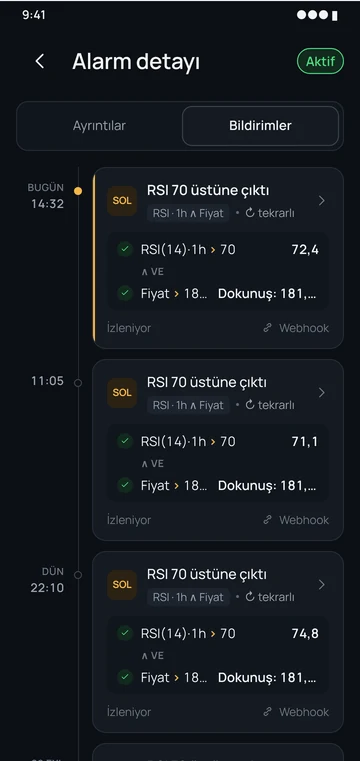 9:41
Alarm detayı
Aktif
Ayrıntılar
Bildirimler
BUGÜN
14:32
SOL
RSI 70 üstüne çıktı
RSI · 1h ∧ Fiyat • ↻ tekrarlı
RSI(14)·1h > 70 72,4
∧ VE
Fiyat > 18… Dokunuş: 181,…
İzleniyor
Webhook
11:05
SOL
RSI 70 üstüne çıktı
RSI · 1h ∧ Fiyat • ↻ tekrarlı
RSI(14)·1h > 70 71,1
∧ VE
Fiyat > 18… Dokunuş: 181,…
İzleniyor
Webhook
DÜN
22:10
SOL
RSI 70 üstüne çıktı
RSI · 1h ∧ Fiyat • ↻ tekrarlı
RSI(14)·1h > 70 74,8
∧ VE
Fiyat > 18… Dokunuş: 181,…
İzleniyor
Webhook